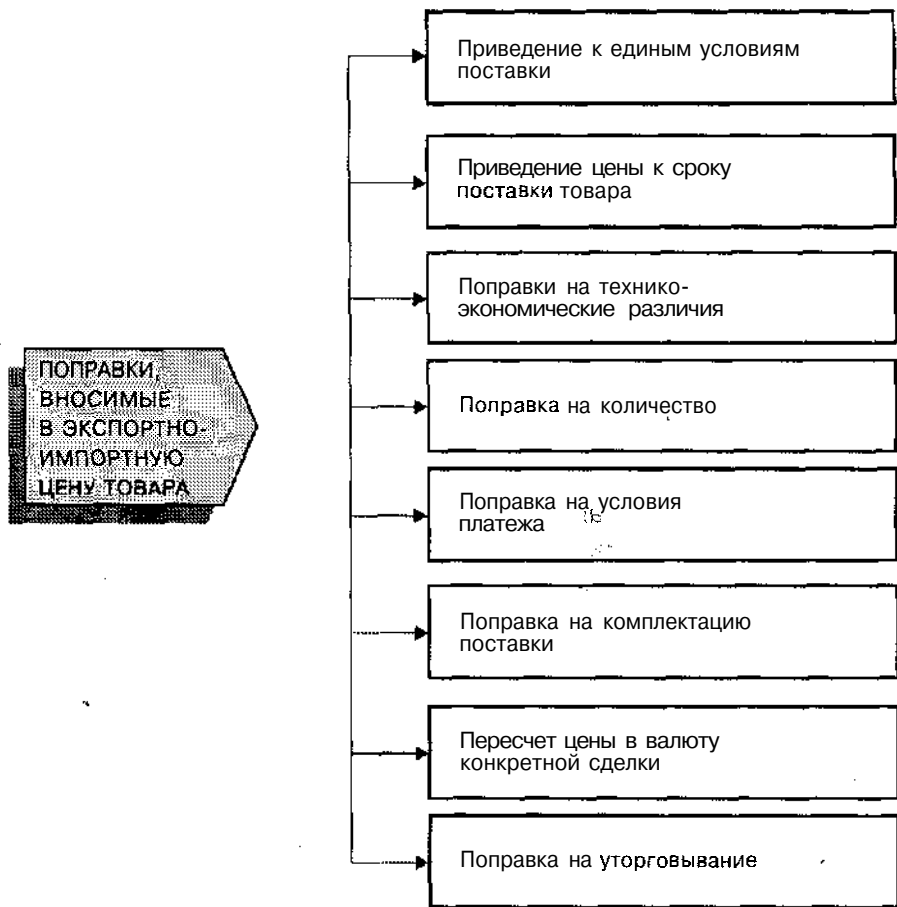 Приведение к единым условиям
поставки
Приведение цены к сроку
поставки товара
Поправки на технико-
экономические различия
ПОПРАВКИ,
ВНОСИМЫЕ
В ЭКСПОРТНО-
ИМПОРТНУЮ
ЦЕНУ ТОВАРА
Поправка на количество
Поправка на условия
платежа
Поправка на комплектацию
поставки
Пересчет цены в валюту
конкретной сделки
Поправка на уторговывание